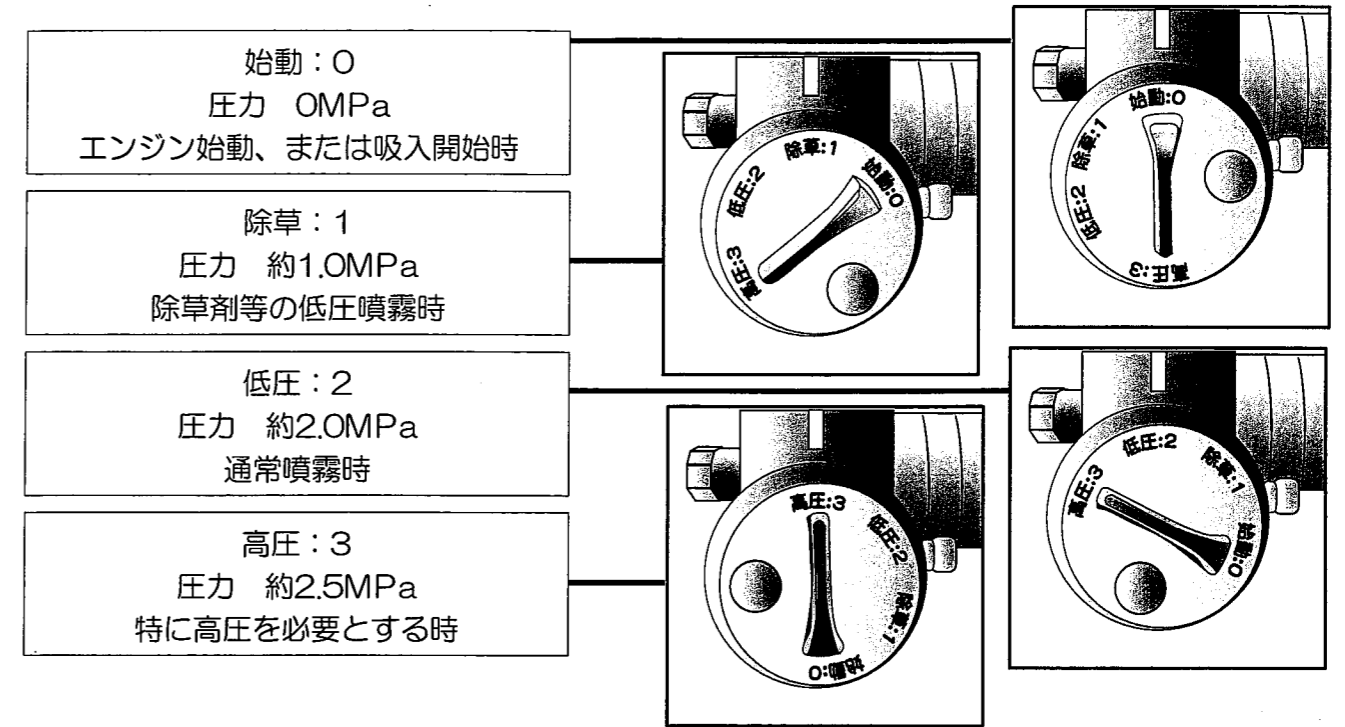 始動：0
圧力　0MPa
エンジン始動、または吸入開始時
除草：1
圧力　約1.0MPa
除草剤等の低圧噴霧時
低圧：2
圧力　約2.0MPa
通常噴霧時
高圧：3
圧力　約2.5MPa
特に高圧を必要とする時
始動:0
除草:1
低圧:2
高圧:3
始動:0
除草:1
低圧:2
高圧:3
始動:0
除草:1
低圧:2
高圧:3
始動:0
除草:1
低圧:2
高圧:3